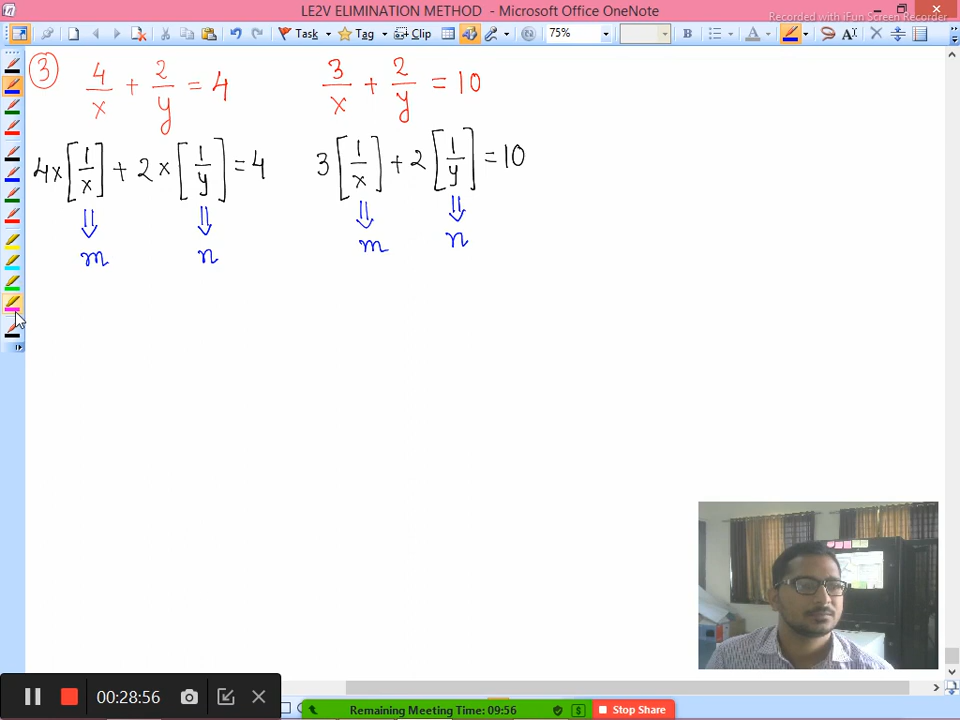 LE2V ELIMINATION METHOD - Microsoft Office OneNote
Recorded with iFun Screen Recorder
Task Tag Clip 75% B A A
③ 4/x + 2/y = 4 3/x + 2/y = 10
4×[1/x] + 2×[1/y] = 4 3[1/x] + 2[1/y] = 10
⇓ ⇓ ⇓ ⇓
m n m n
00:28:56
Remaining Meeting Time: 09:56 Stop Share